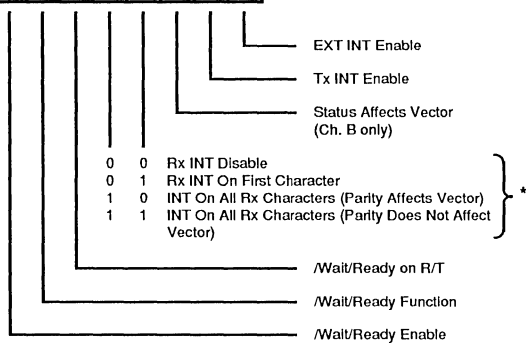 EXT INT Enable
Tx INT Enable
Status Affects Vector
(Ch. B only)
0 0 Rx INT Disable
0 1 Rx INT On First Character
1 0 INT On All Rx Characters (Parity Affects Vector)
1 1 INT On All Rx Characters (Parity Does Not Affect
Vector)
*
/Wait/Ready on R/T
/Wait/Ready Function
/Wait/Ready Enable